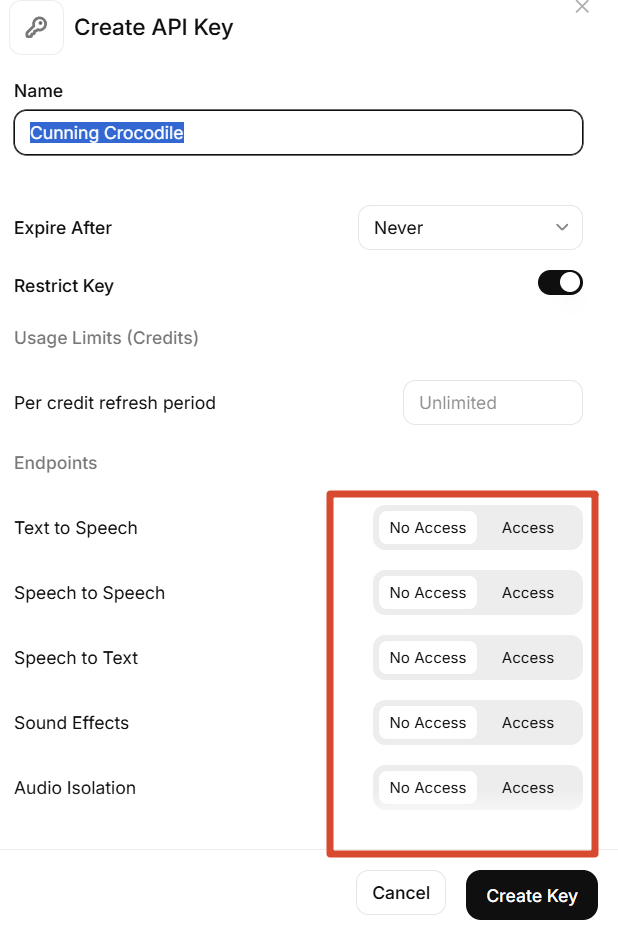 Create API Key
Name
Cunning Crocodile
Expire After Never
Restrict Key
Usage Limits (Credits)
Per credit refresh period Unlimited
Endpoints
Text to Speech No Access Access
Speech to Speech No Access Access
Speech to Text No Access Access
Sound Effects No Access Access
Audio Isolation No Access Access
Cancel Create Key